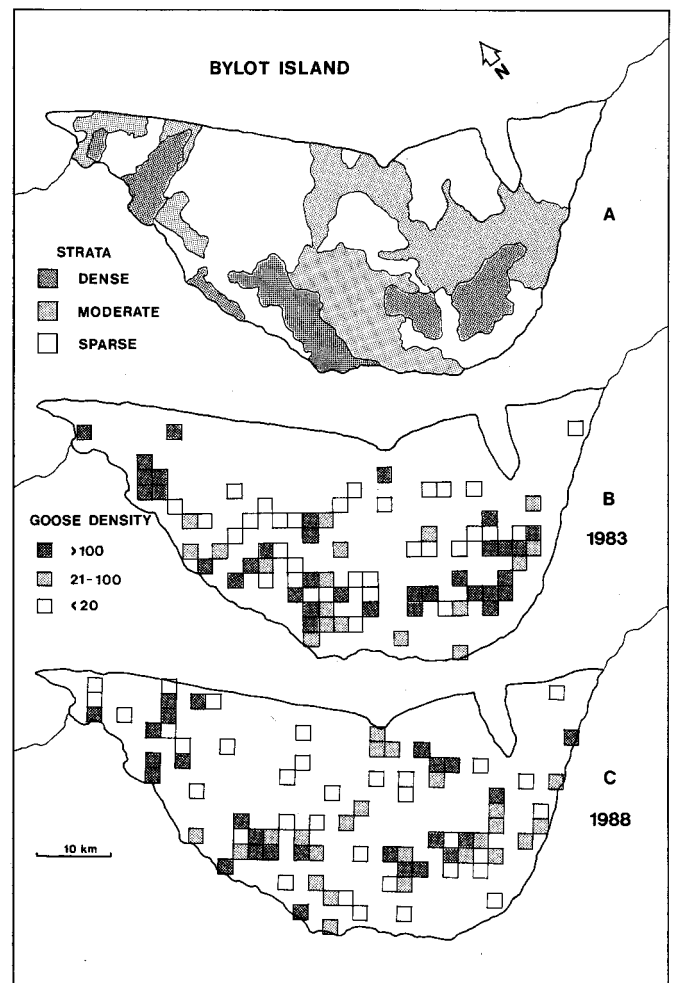 BYLOT ISLAND
N
A
STRATA
DENSE
MODERATE
SPARSE
B
1983
GOOSE DENSITY
>100
21-100
<20
C
1988
10 km